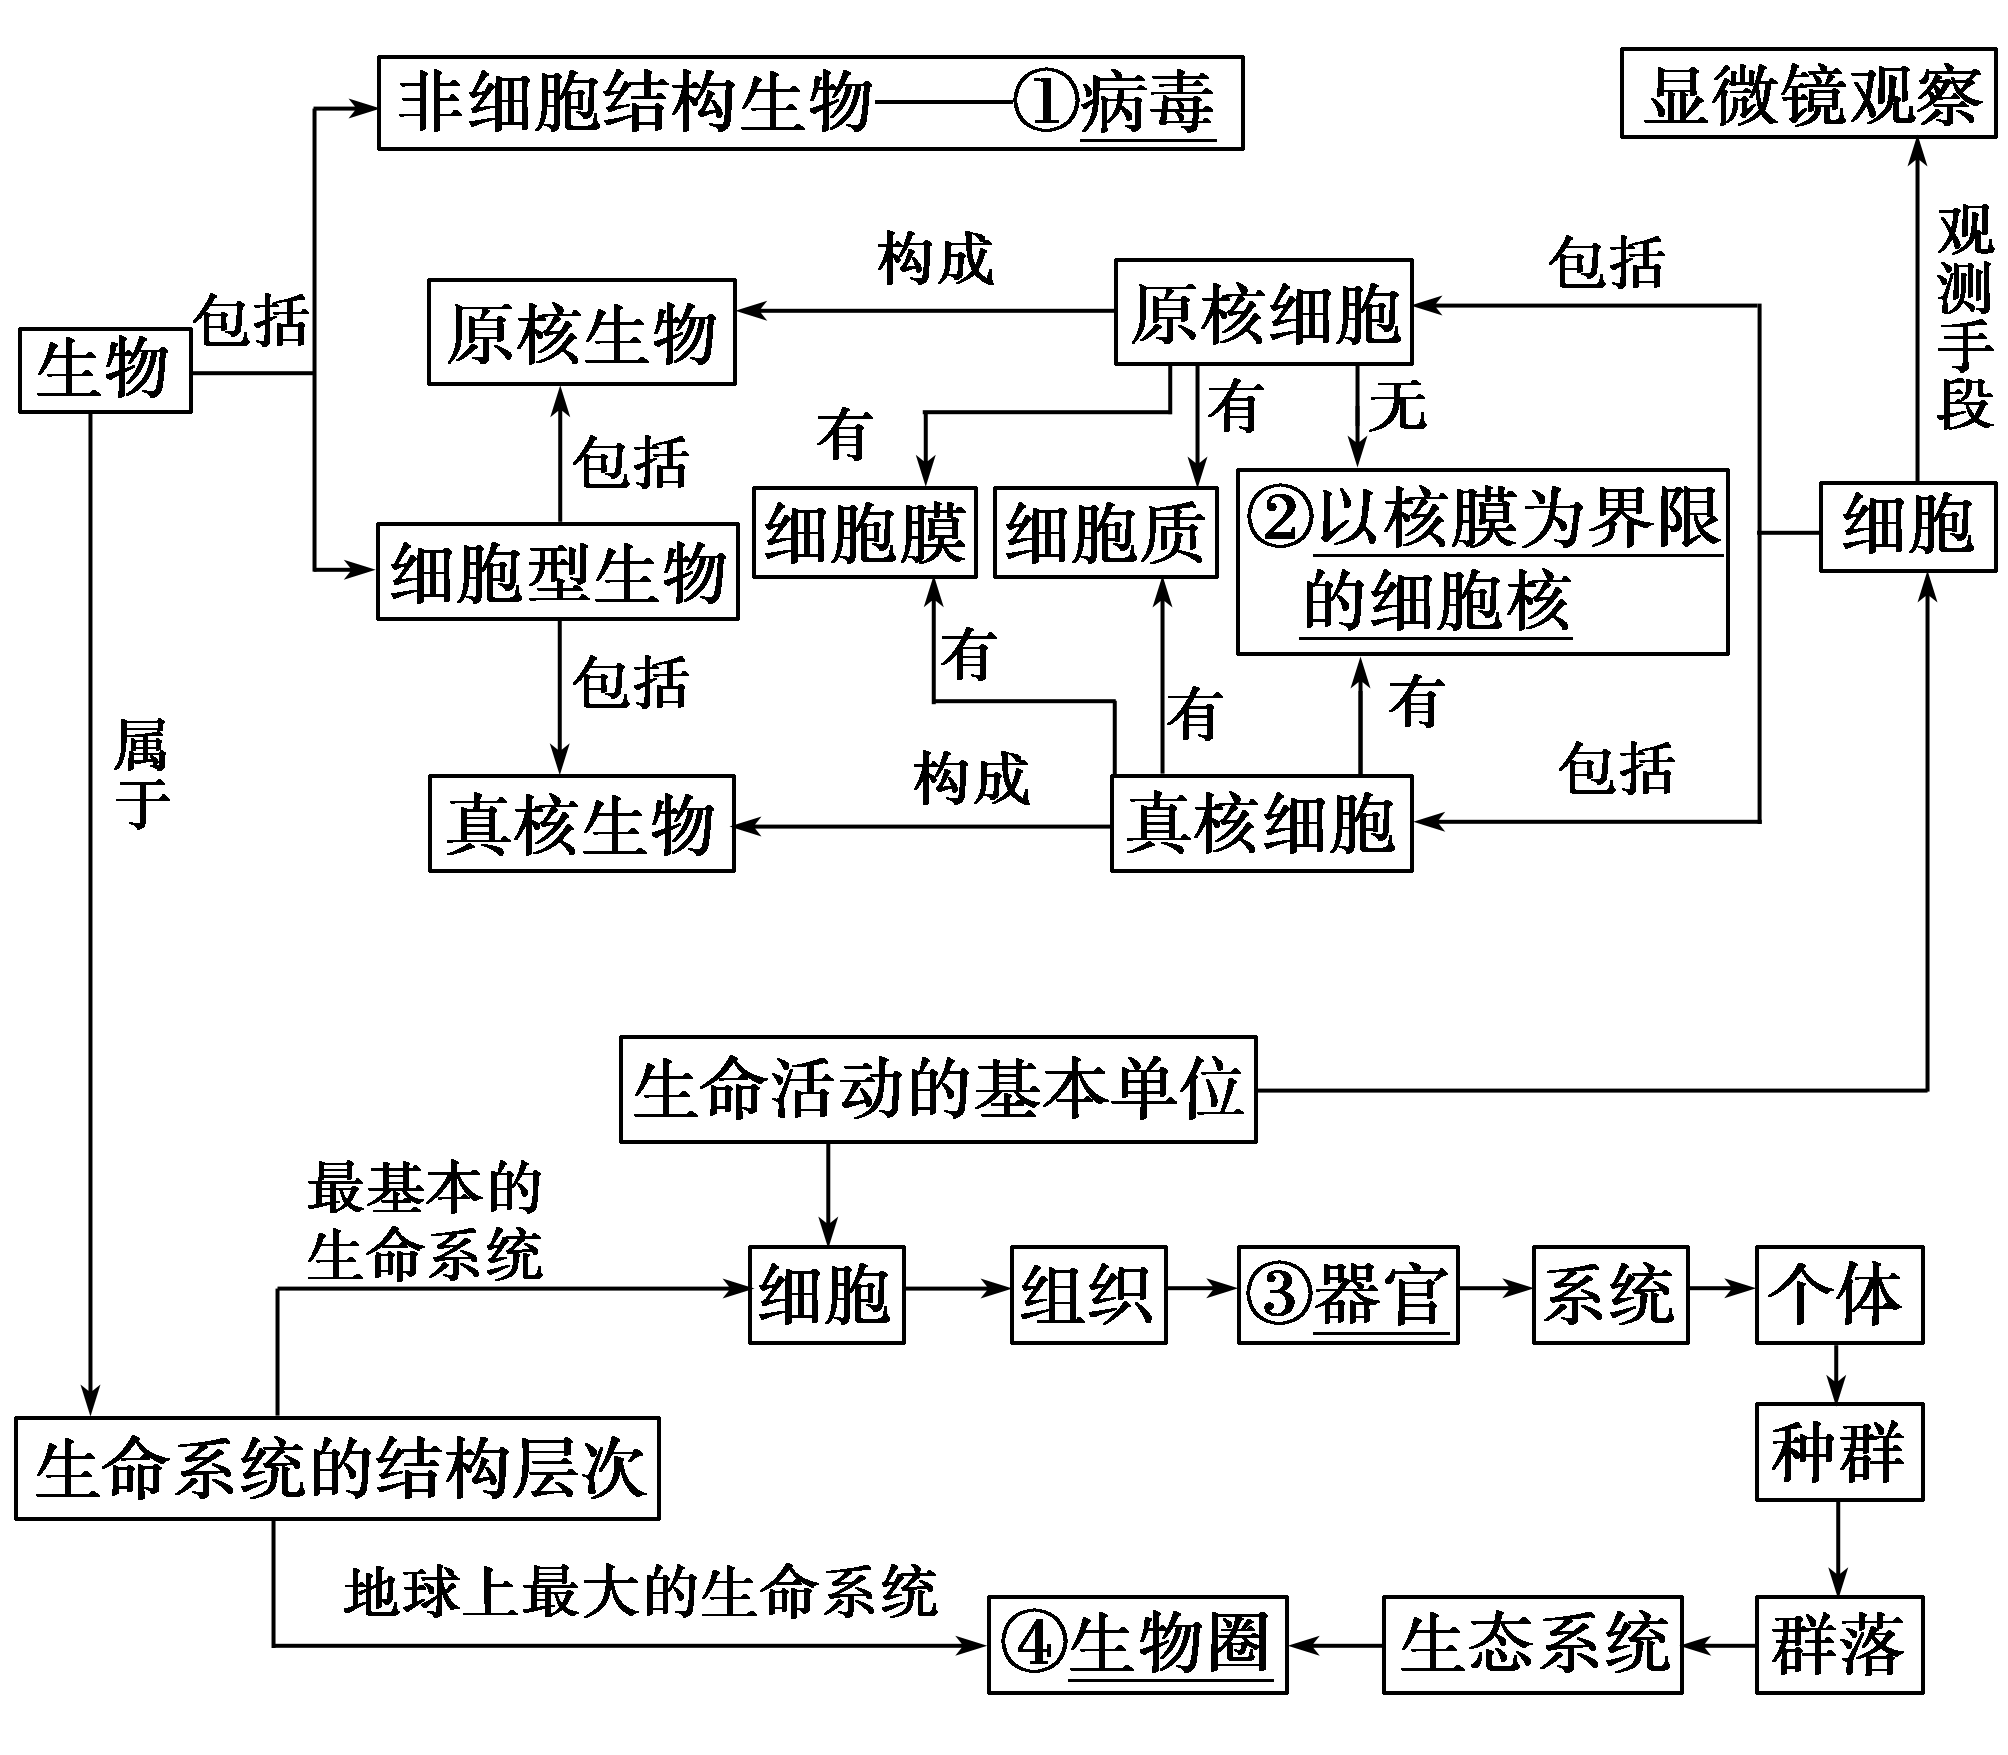 非细胞结构生物——①病毒
显微镜观察
观测手段
构成
包括
包括
原核生物
原核细胞
生物
有
有
无
包括
细胞膜
细胞质
②以核膜为界限
的细胞核
细胞
细胞型生物
包括
有
有
有
属于
构成
包括
真核生物
真核细胞
生命活动的基本单位
最基本的
生命系统
细胞
组织
③器官
系统
个体
生命系统的结构层次
种群
地球上最大的生命系统
④生物圈
生态系统
群落